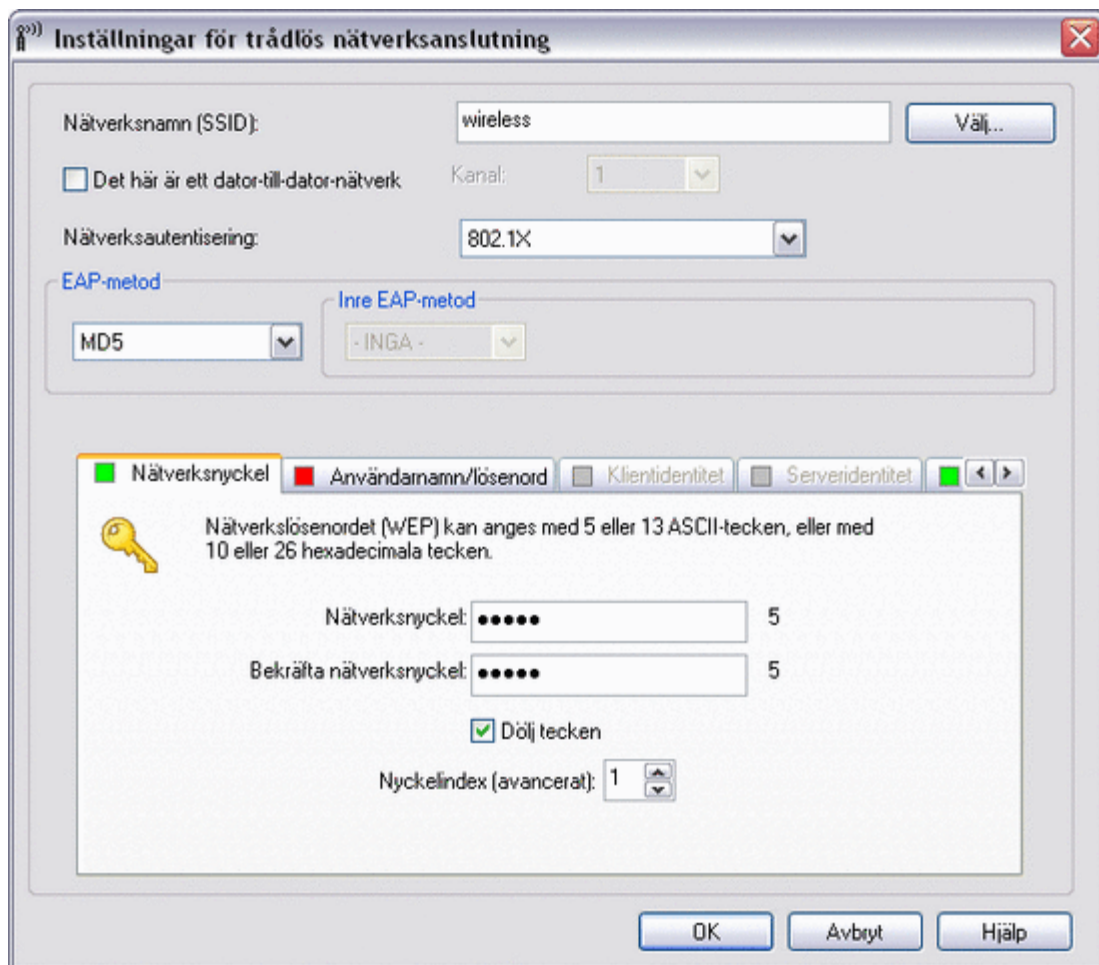 Inställningar för trådlös nätverksanslutning
Nätverksnamn (SSID): wireless Välj...
Det här är ett dator-till-dator-nätverk Kanal: 1
Nätverksautentisering: 802.1X
EAP-metod
Inre EAP-metod
MD5 - INGA -
Nätverksnyckel Användarnamn/lösenord Klientidentitet Serveridentitet
Nätverkslösenordet (WEP) kan anges med 5 eller 13 ASCII-tecken, eller med
10 eller 26 hexadecimala tecken.
Nätverksnyckel: ●●●●● 5
Bekräfta nätverksnyckel: ●●●●● 5
Dölj tecken
Nyckelindex (avancerat): 1
OK Avbryt Hjälp